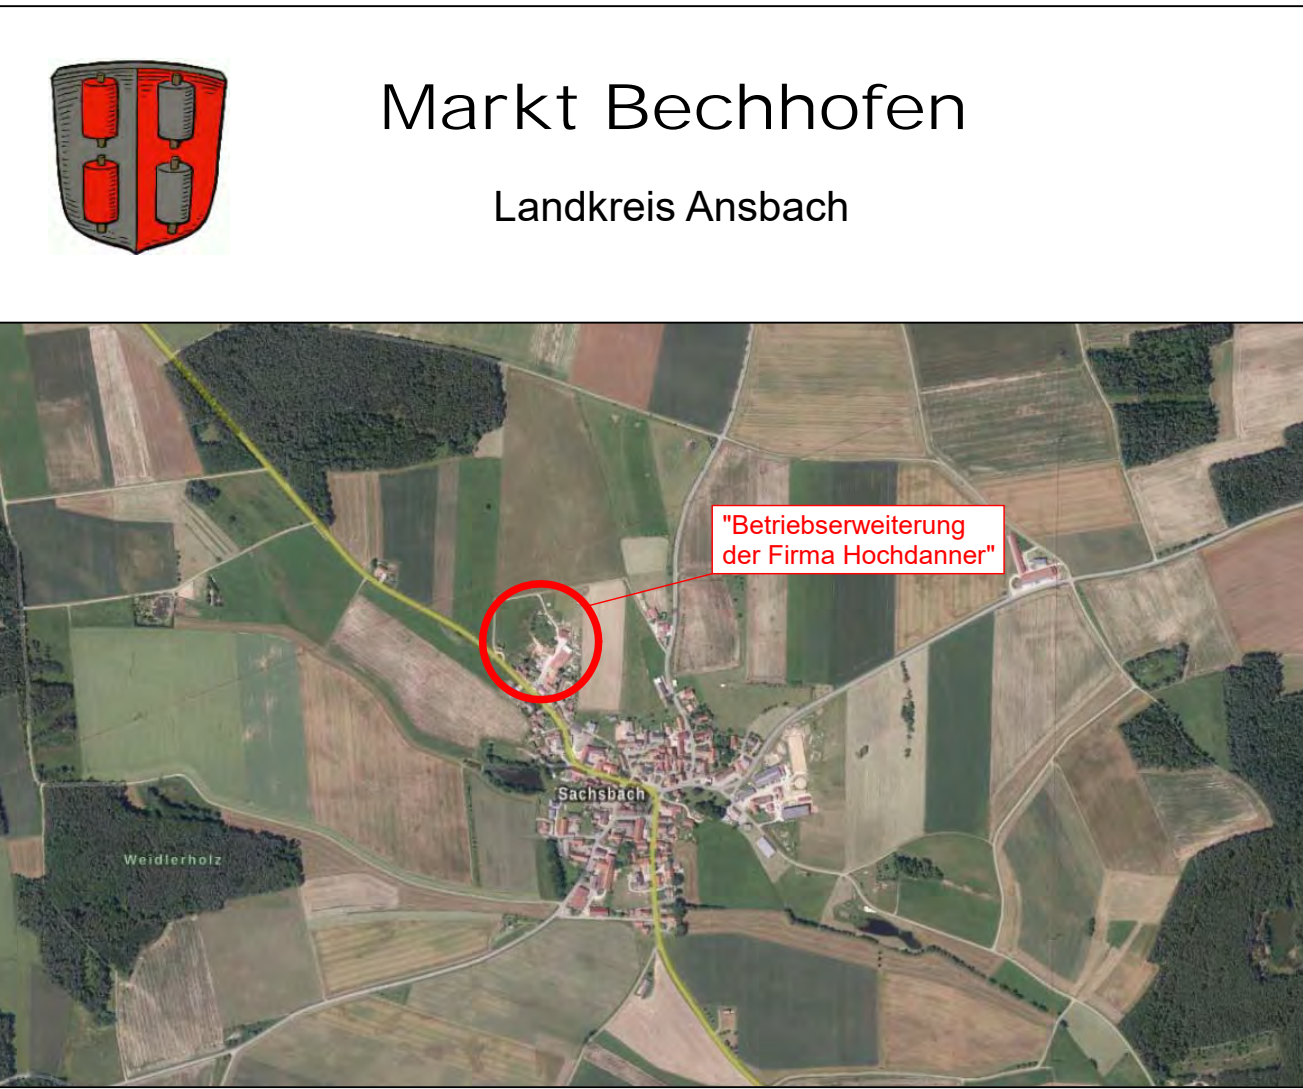 Markt Bechhofen
Landkreis Ansbach
"Betriebserweiterung
der Firma Hochdanner"
Sachsbach
Weidlerholz